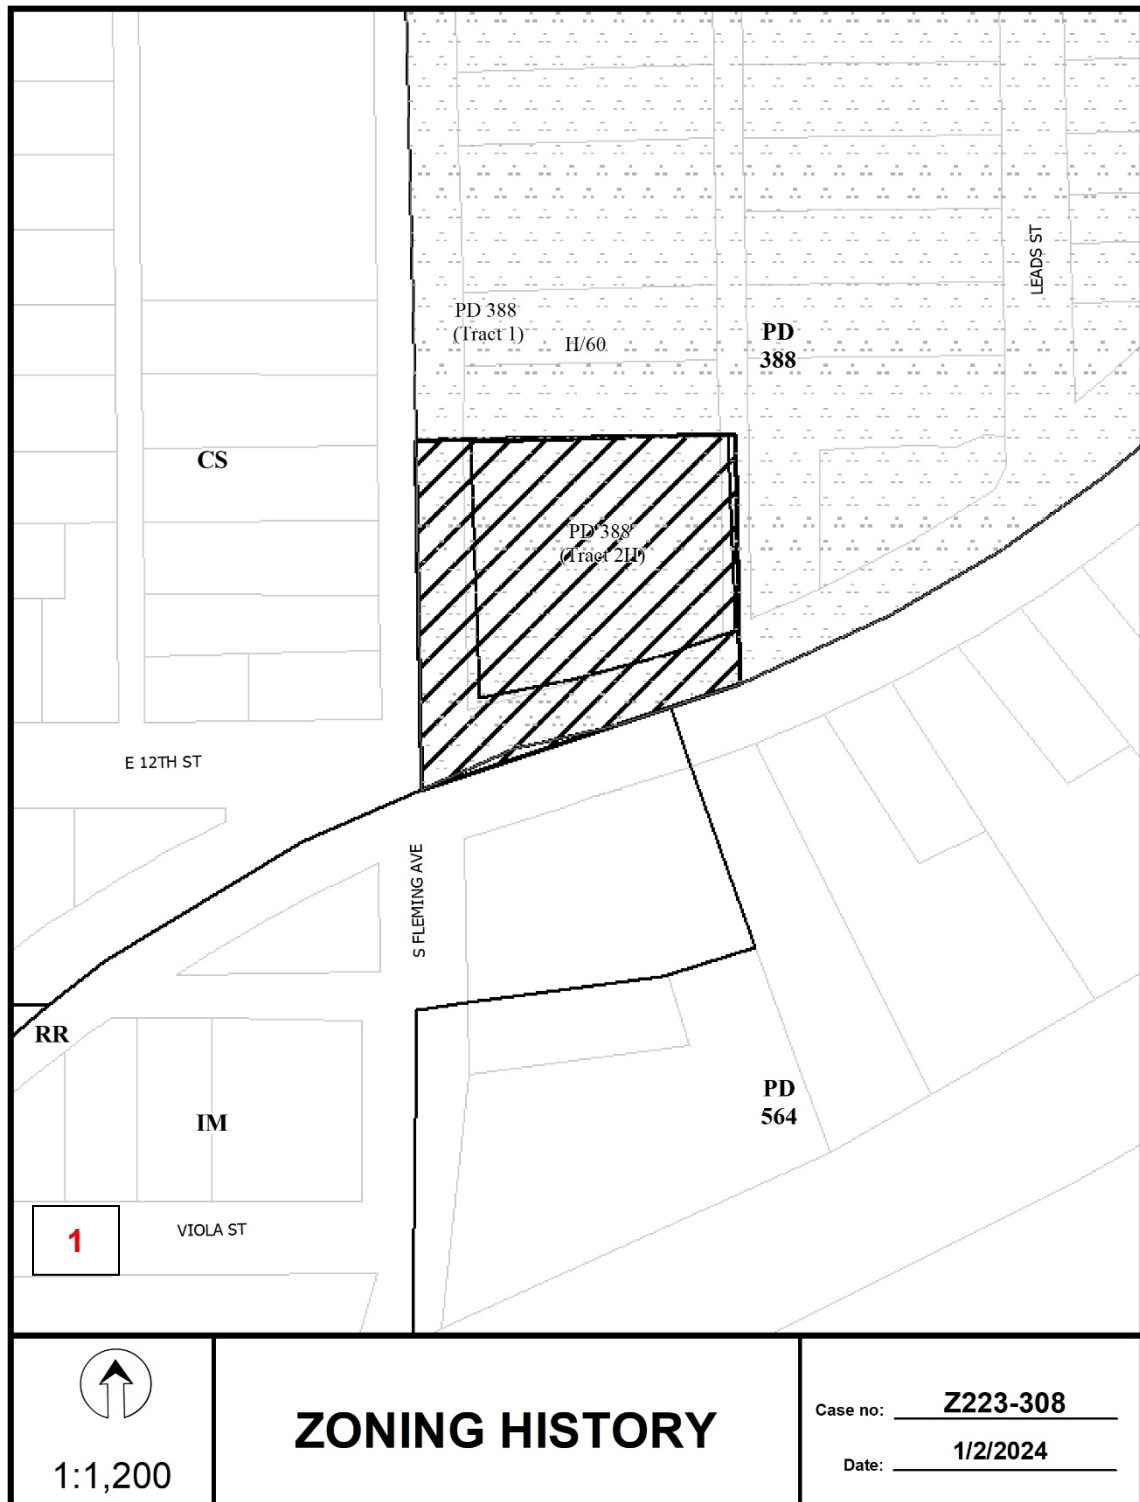 LEADS ST
PD 388
(Tract 1)
H/60
PD
388
CS
PD 388
(Tract 2H)
E 12TH ST
S FLEMING AVE
RR
IM
PD
564
1
VIOLA ST
1:1,200
ZONING HISTORY
Case no: Z223-308
Date: 1/2/2024